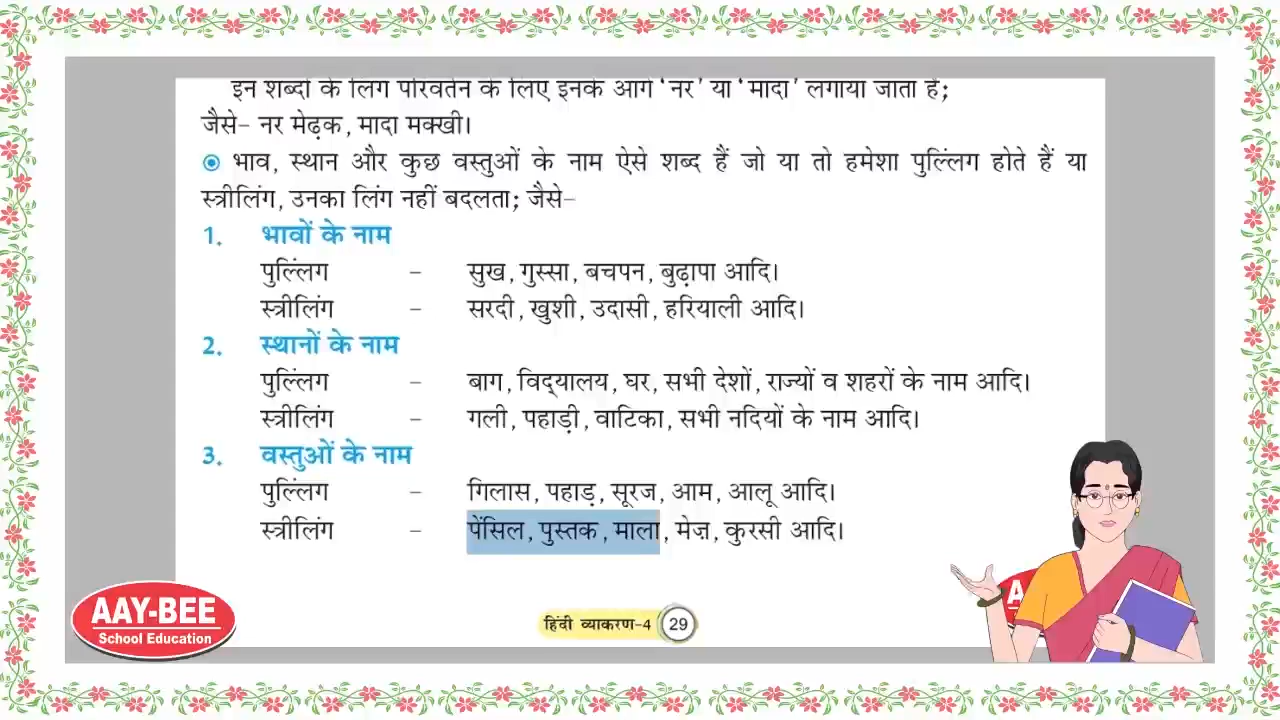 इन शब्दों के लिंग परिवर्तन के लिए इनके आगे ‘नर’ या ‘मादा’ लगाया जाता है;
जैसे– नर मेढ़क, मादा मक्खी।
भाव, स्थान और कुछ वस्तुओं के नाम ऐसे शब्द हैं जो या तो हमेशा पुल्लिंग होते हैं या
स्त्रीलिंग, उनका लिंग नहीं बदलता; जैसे–
1. भावों के नाम
पुल्लिंग – सुख, गुस्सा, बचपन, बुढ़ापा आदि।
स्त्रीलिंग – सरदी, खुशी, उदासी, हरियाली आदि।
2. स्थानों के नाम
पुल्लिंग – बाग, विद्यालय, घर, सभी देशों, राज्यों व शहरों के नाम आदि।
स्त्रीलिंग – गली, पहाड़ी, वाटिका, सभी नदियों के नाम आदि।
3. वस्तुओं के नाम
पुल्लिंग – गिलास, पहाड़, सूरज, आम, आलू आदि।
स्त्रीलिंग – पेंसिल, पुस्तक, माला, मेज़, कुरसी आदि।
AAY-BEE
School Education
हिंदी व्याकरण-4 29